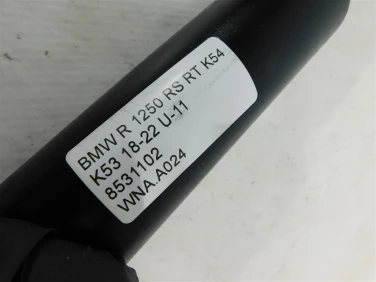 BMW R 1250 RS RT K54
K53 18-22 U-11
8531102
WNA.A024